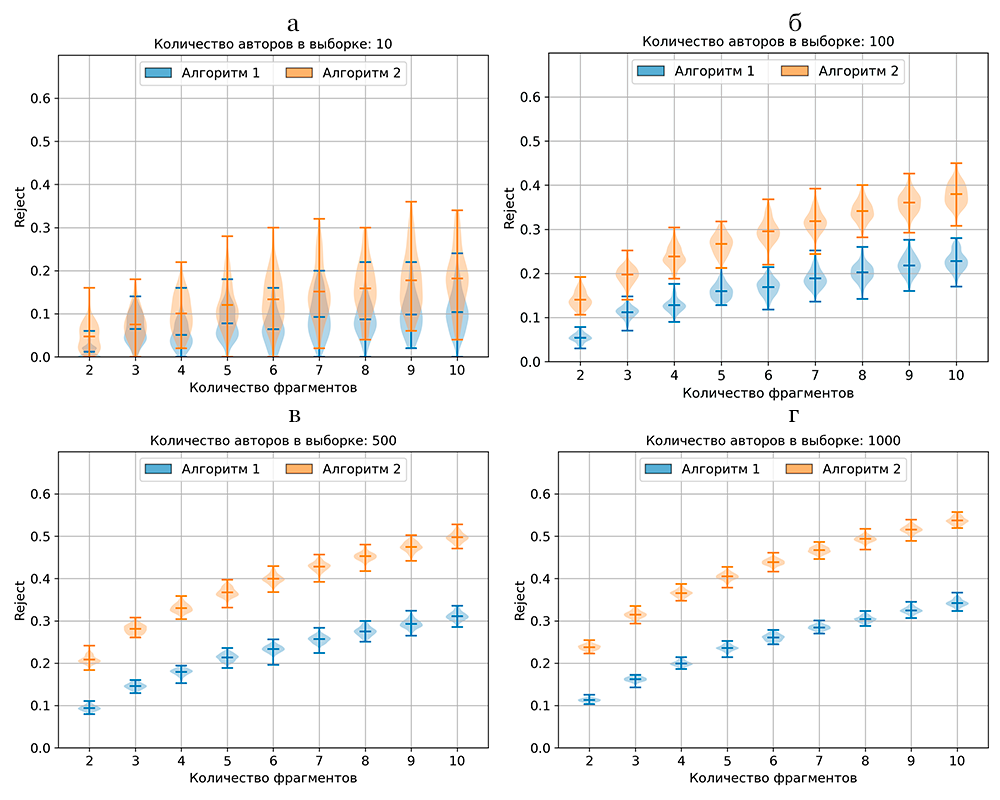 а
Количество авторов в выборке: 10
Алгоритм 1 Алгоритм 2
0.6
0.5
0.4
0.3
0.2
0.1
0.0
Reject
2 3 4 5 6 7 8 9 10
Количество фрагментов
б
Количество авторов в выборке: 100
Алгоритм 1 Алгоритм 2
0.6
0.5
0.4
0.3
0.2
0.1
0.0
Reject
2 3 4 5 6 7 8 9 10
Количество фрагментов
в
Количество авторов в выборке: 500
Алгоритм 1 Алгоритм 2
0.6
0.5
0.4
0.3
0.2
0.1
0.0
Reject
2 3 4 5 6 7 8 9 10
Количество фрагментов
г
Количество авторов в выборке: 1000
Алгоритм 1 Алгоритм 2
0.6
0.5
0.4
0.3
0.2
0.1
0.0
Reject
2 3 4 5 6 7 8 9 10
Количество фрагментов